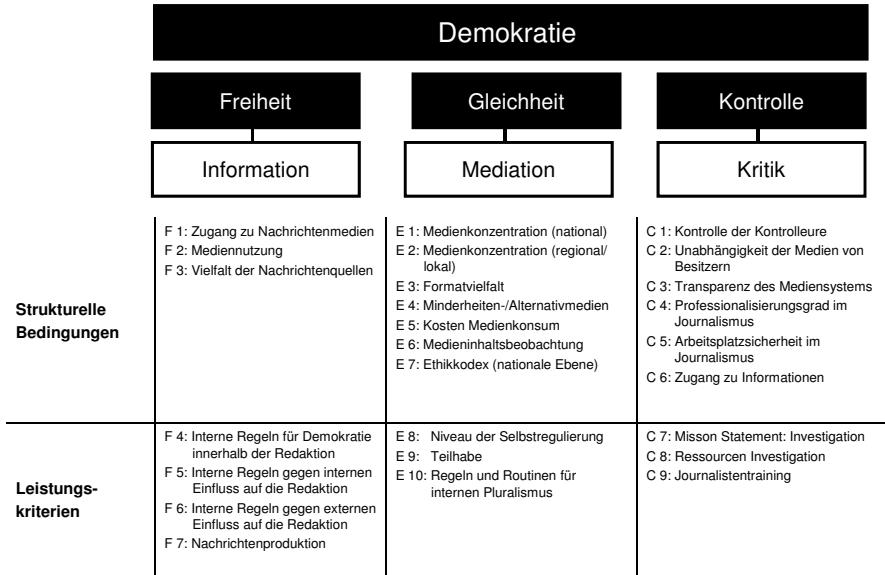 Demokratie
Freiheit
Gleichheit
Kontrolle
Information
Mediation
Kritik
Strukturelle
Bedingungen
F 1: Zugang zu Nachrichtenmedien
F 2: Mediennutzung
F 3: Vielfalt der Nachrichtenquellen
E 1: Medienkonzentration (national)
E 2: Medienkonzentration (regional/
lokal)
E 3: Formatvielfalt
E 4: Minderheiten-/Alternativmedien
E 5: Kosten Medienkonsum
E 6: Medieninhaltsbeobachtung
E 7: Ethikkodex (nationale Ebene)
C 1: Kontrolle der Kontrolleure
C 2: Unabhängigkeit der Medien von
Besitzern
C 3: Transparenz des Mediensystems
C 4: Professionalisierungsgrad im
Journalismus
C 5: Arbeitsplatzsicherheit im
Journalismus
C 6: Zugang zu Informationen
Leistungs-
kriterien
F 4: Interne Regeln für Demokratie
innerhalb der Redaktion
F 5: Interne Regeln gegen internen
Einfluss auf die Redaktion
F 6: Interne Regeln gegen externen
Einfluss auf die Redaktion
F 7: Nachrichtenproduktion
E 8: Niveau der Selbstregulierung
E 9: Teilhabe
E 10: Regeln und Routinen für
internen Pluralismus
C 7: Misson Statement: Investigation
C 8: Ressourcen Investigation
C 9: Journalistentraining